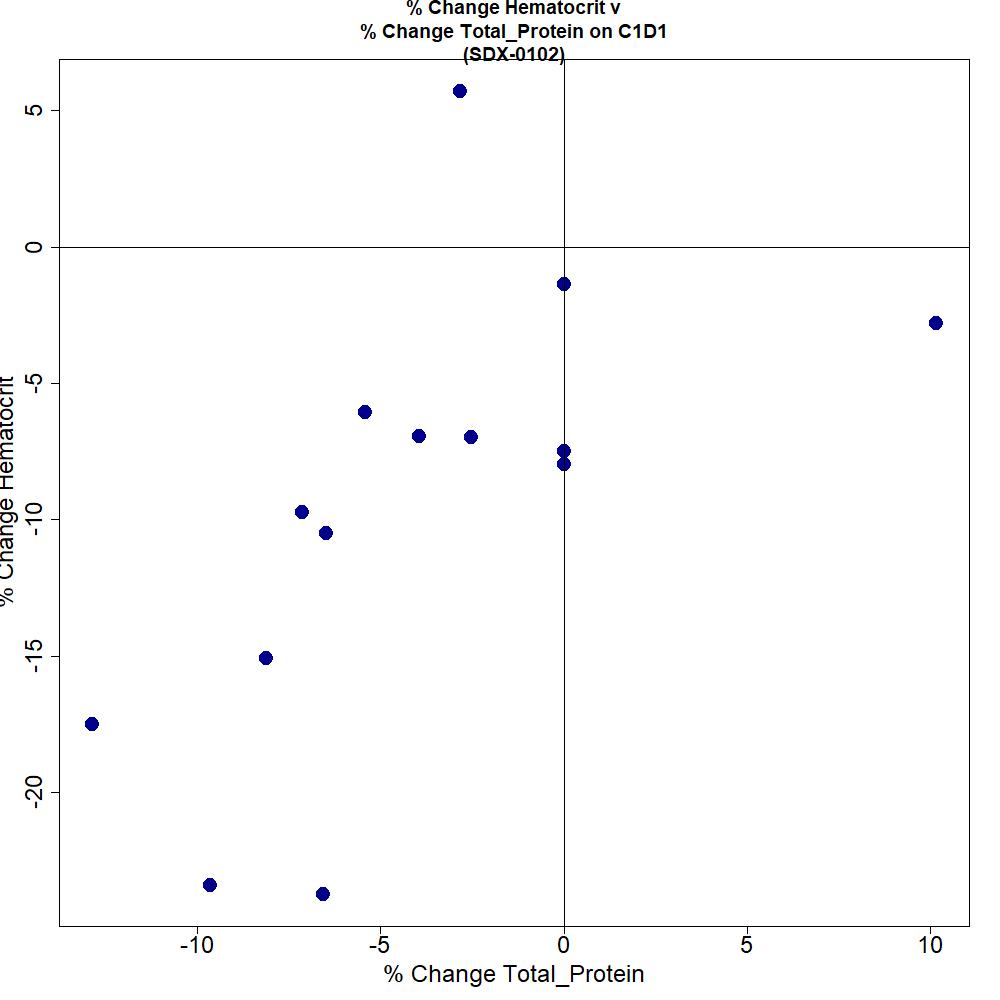 % Change Hematocrit v
% Change Total_Protein on C1D1
(SDX-0102)
5
0
-5
-10
-15
-20
% Change Hematocrit
-10
-5
0
5
10
% Change Total_Protein